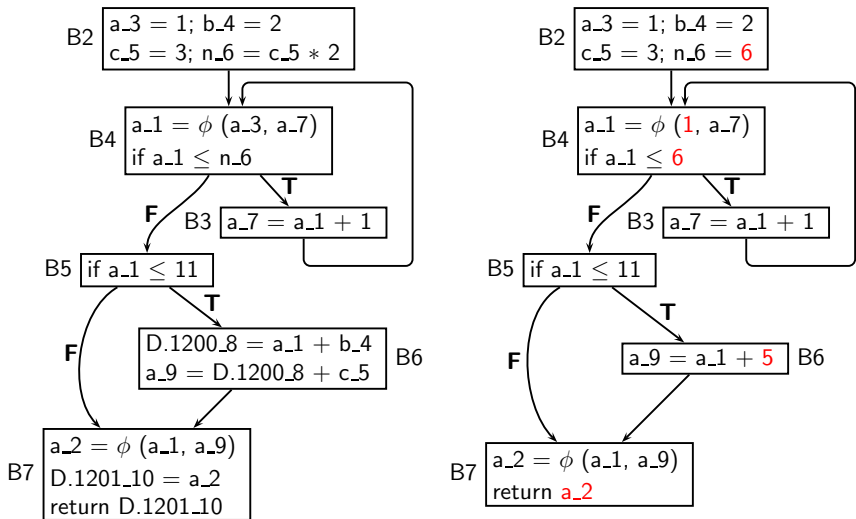 B2
a_3 = 1; b_4 = 2
c_5 = 3; n_6 = c_5 * 2
B4
a_1 = ϕ (a_3, a_7)
if a_1 ≤ n_6
F
T
B3
a_7 = a_1 + 1
B5
if a_1 ≤ 11
F
T
D.1200_8 = a_1 + b_4
a_9 = D.1200_8 + c_5
B6
B7
a_2 = ϕ (a_1, a_9)
D.1201_10 = a_2
return D.1201_10
B2
a_3 = 1; b_4 = 2
c_5 = 3; n_6 = 6
B4
a_1 = ϕ (1, a_7)
if a_1 ≤ 6
F
T
B3
a_7 = a_1 + 1
B5
if a_1 ≤ 11
F
T
a_9 = a_1 + 5
B6
B7
a_2 = ϕ (a_1, a_9)
return a_2